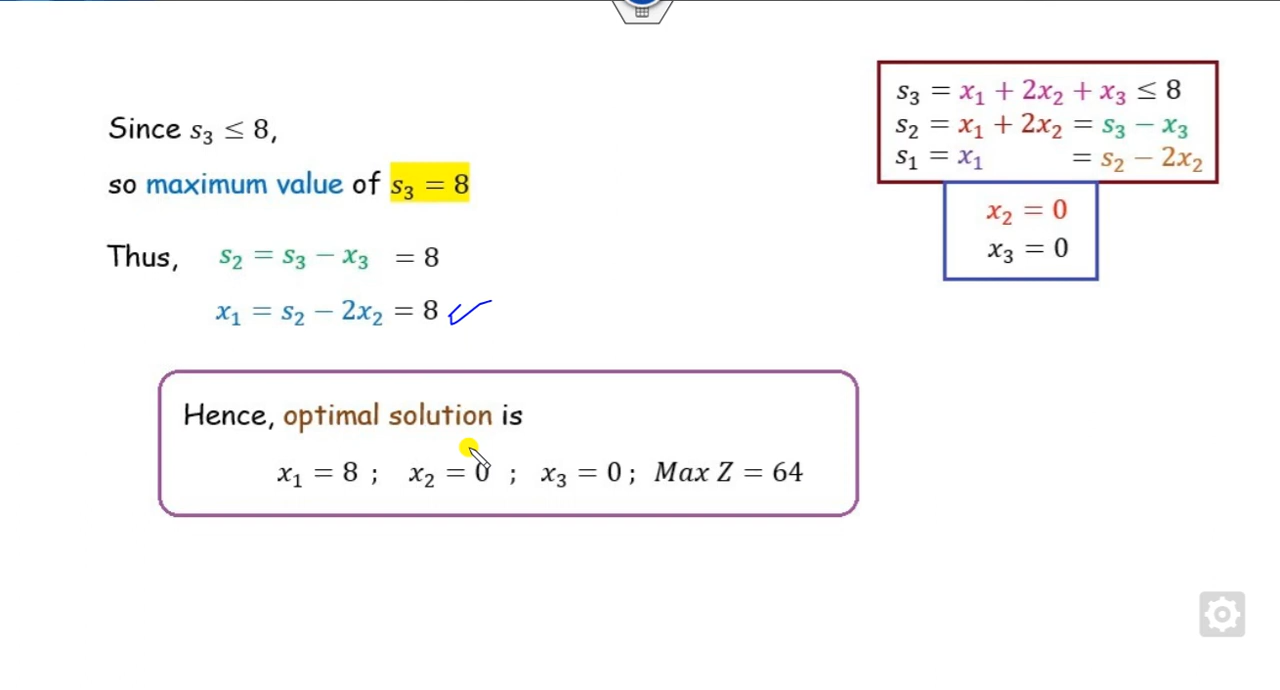 Since s₃ ≤ 8,
so maximum value of s₃ = 8
Thus, s₂ = s₃ − x₃ = 8
x₁ = s₂ − 2x₂ = 8
Hence, optimal solution is
x₁ = 8 ; x₂ = 0 ; x₃ = 0 ; Max Z = 64
s₃ = x₁ + 2x₂ + x₃ ≤ 8
s₂ = x₁ + 2x₂ = s₃ − x₃
s₁ = x₁ = s₂ − 2x₂
x₂ = 0
x₃ = 0